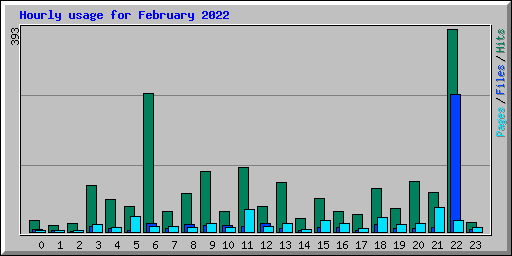 Hourly usage for February 2022
393
Pages / Files / Hits
0 1 2 3 4 5 6 7 8 9 10 11 12 13 14 15 16 17 18 19 20 21 22 23